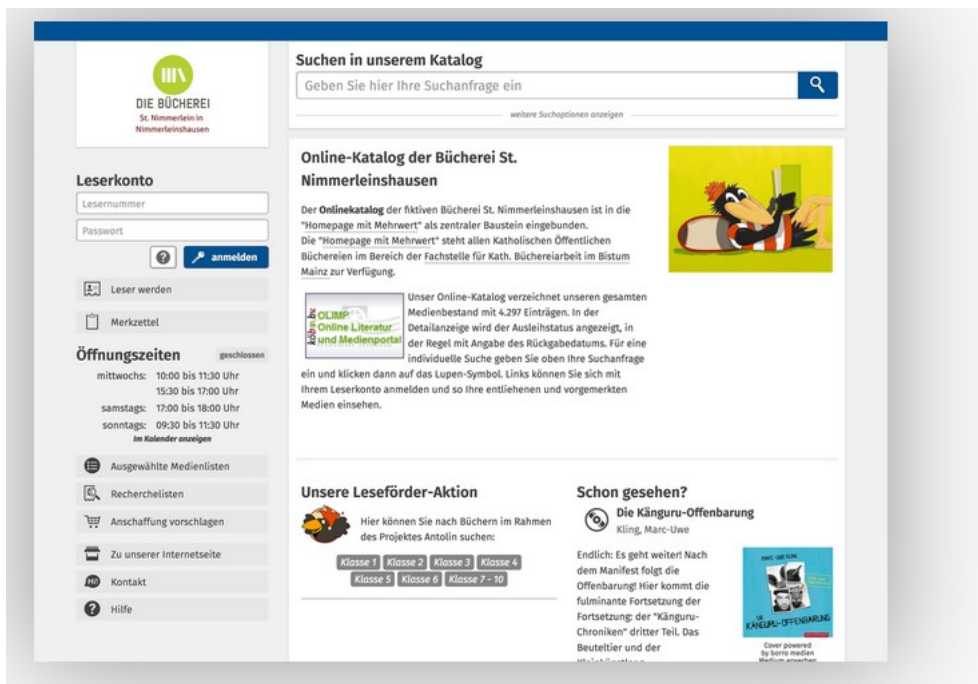 DIE BÜCHEREI
St. Nimmerlein in
Nimmerleinshausen
Suchen in unserem Katalog
Geben Sie hier Ihre Suchanfrage ein
weitere Suchoptionen anzeigen
Leserkonto
Lesernummer
Passwort
? anmelden
Leser werden
Merkzettel
Öffnungszeiten geschlossen
mittwochs: 10:00 bis 11:30 Uhr
15:30 bis 17:00 Uhr
samstags: 17:00 bis 18:00 Uhr
sonntags: 09:30 bis 11:30 Uhr
Im Kalender anzeigen
Ausgewählte Medienlisten
Recherchelisten
Anschaffung vorschlagen
Zu unserer Internetseite
Hi! Kontakt
? Hilfe
Online-Katalog der Bücherei St.
Nimmerleinshausen
Der Onlinekatalog der fiktiven Bücherei St. Nimmerleinshausen ist in die
"Homepage mit Mehrwert" als zentraler Baustein eingebunden.
Die "Homepage mit Mehrwert" steht allen Katholischen Öffentlichen
Büchereien im Bereich der Fachstelle für Kath. Büchereiarbeit im Bistum
Mainz zur Verfügung.
OLIMP
Online Literatur
und Medienportal
Unser Online-Katalog verzeichnet unseren gesamten
Medienbestand mit 4.297 Einträgen. In der
Detailanzeige wird der Ausleihstatus angezeigt, in
der Regel mit Angabe des Rückgabedatums. Für eine
individuelle Suche geben Sie oben Ihre Suchanfrage
ein und klicken dann auf das Lupen-Symbol. Links können Sie sich mit
Ihrem Leserkonto anmelden und so Ihre entliehenen und vorgemerkten
Medien einsehen.
Unsere Leseförder-Aktion
Hier können Sie nach Büchern im Rahmen
des Projektes Antolin suchen:
Klasse 1 Klasse 2 Klasse 3 Klasse 4
Klasse 5 Klasse 6 Klasse 7 - 10
Schon gesehen?
Die Känguru-Offenbarung
Kling, Marc-Uwe
Endlich: Es geht weiter! Nach
dem Manifest folgt die
Offenbarung! Hier kommt die
fulminante Fortsetzung der
Fortsetzung: der "Känguru-
Chroniken" dritter Teil. Das
Beuteltier und der
MARC-UWE KLING
DIE
KÄNGURU-OFFENBARUNG
Cover powered
by borro medien